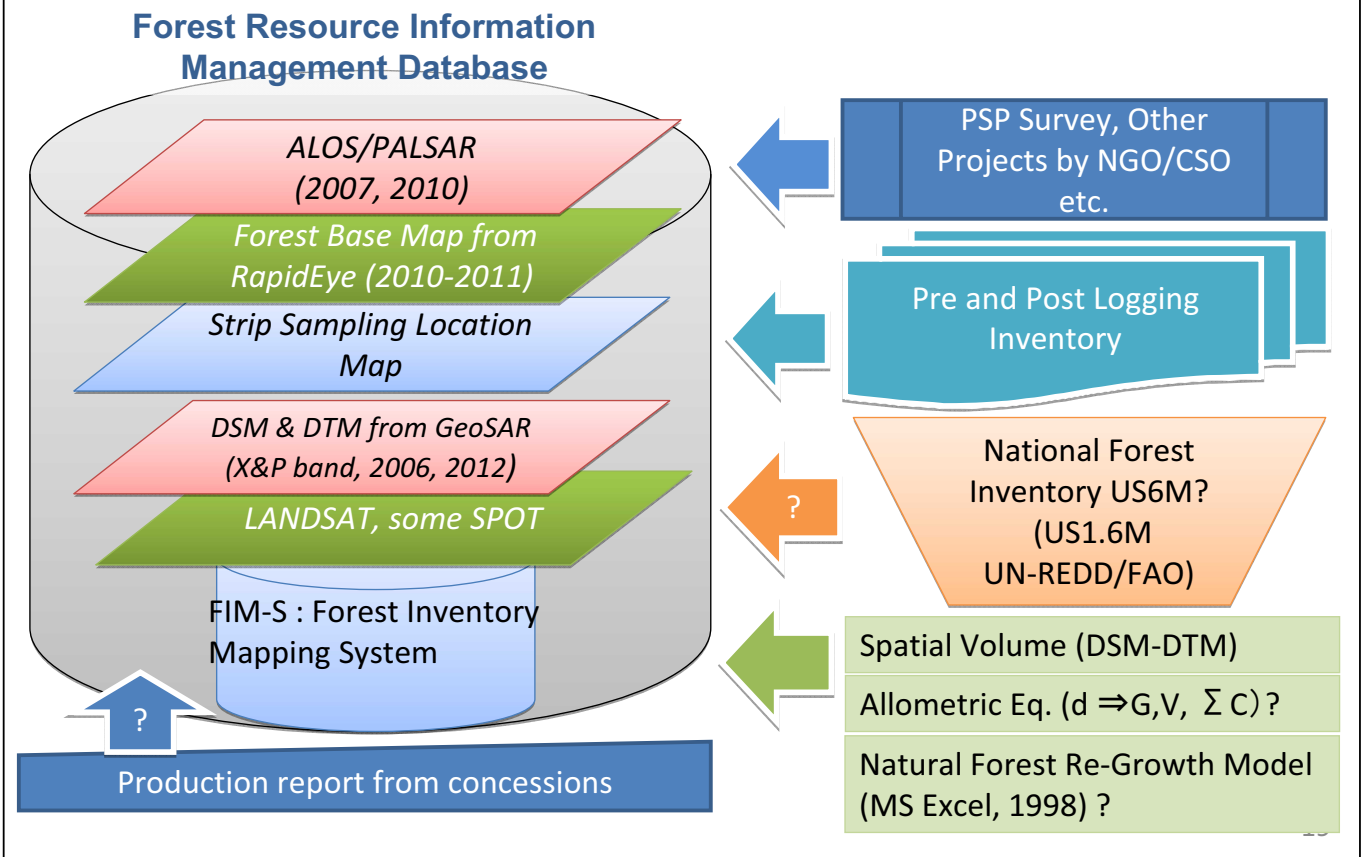 Forest Resource Information
Management Database
ALOS/PALSAR
(2007, 2010)
Forest Base Map from
RapidEye (2010-2011)
Strip Sampling Location
Map
DSM & DTM from GeoSAR
(X&P band, 2006, 2012)
LANDSAT, some SPOT
FIM-S : Forest Inventory
Mapping System
?
Production report from concessions
PSP Survey, Other
Projects by NGO/CSO
etc.
Pre and Post Logging
Inventory
?
National Forest
Inventory US6M?
(US1.6M
UN-REDD/FAO)
Spatial Volume (DSM-DTM)
Allometric Eq. (d ⇒G,V, Σ C)?
Natural Forest Re-Growth Model
(MS Excel, 1998) ?